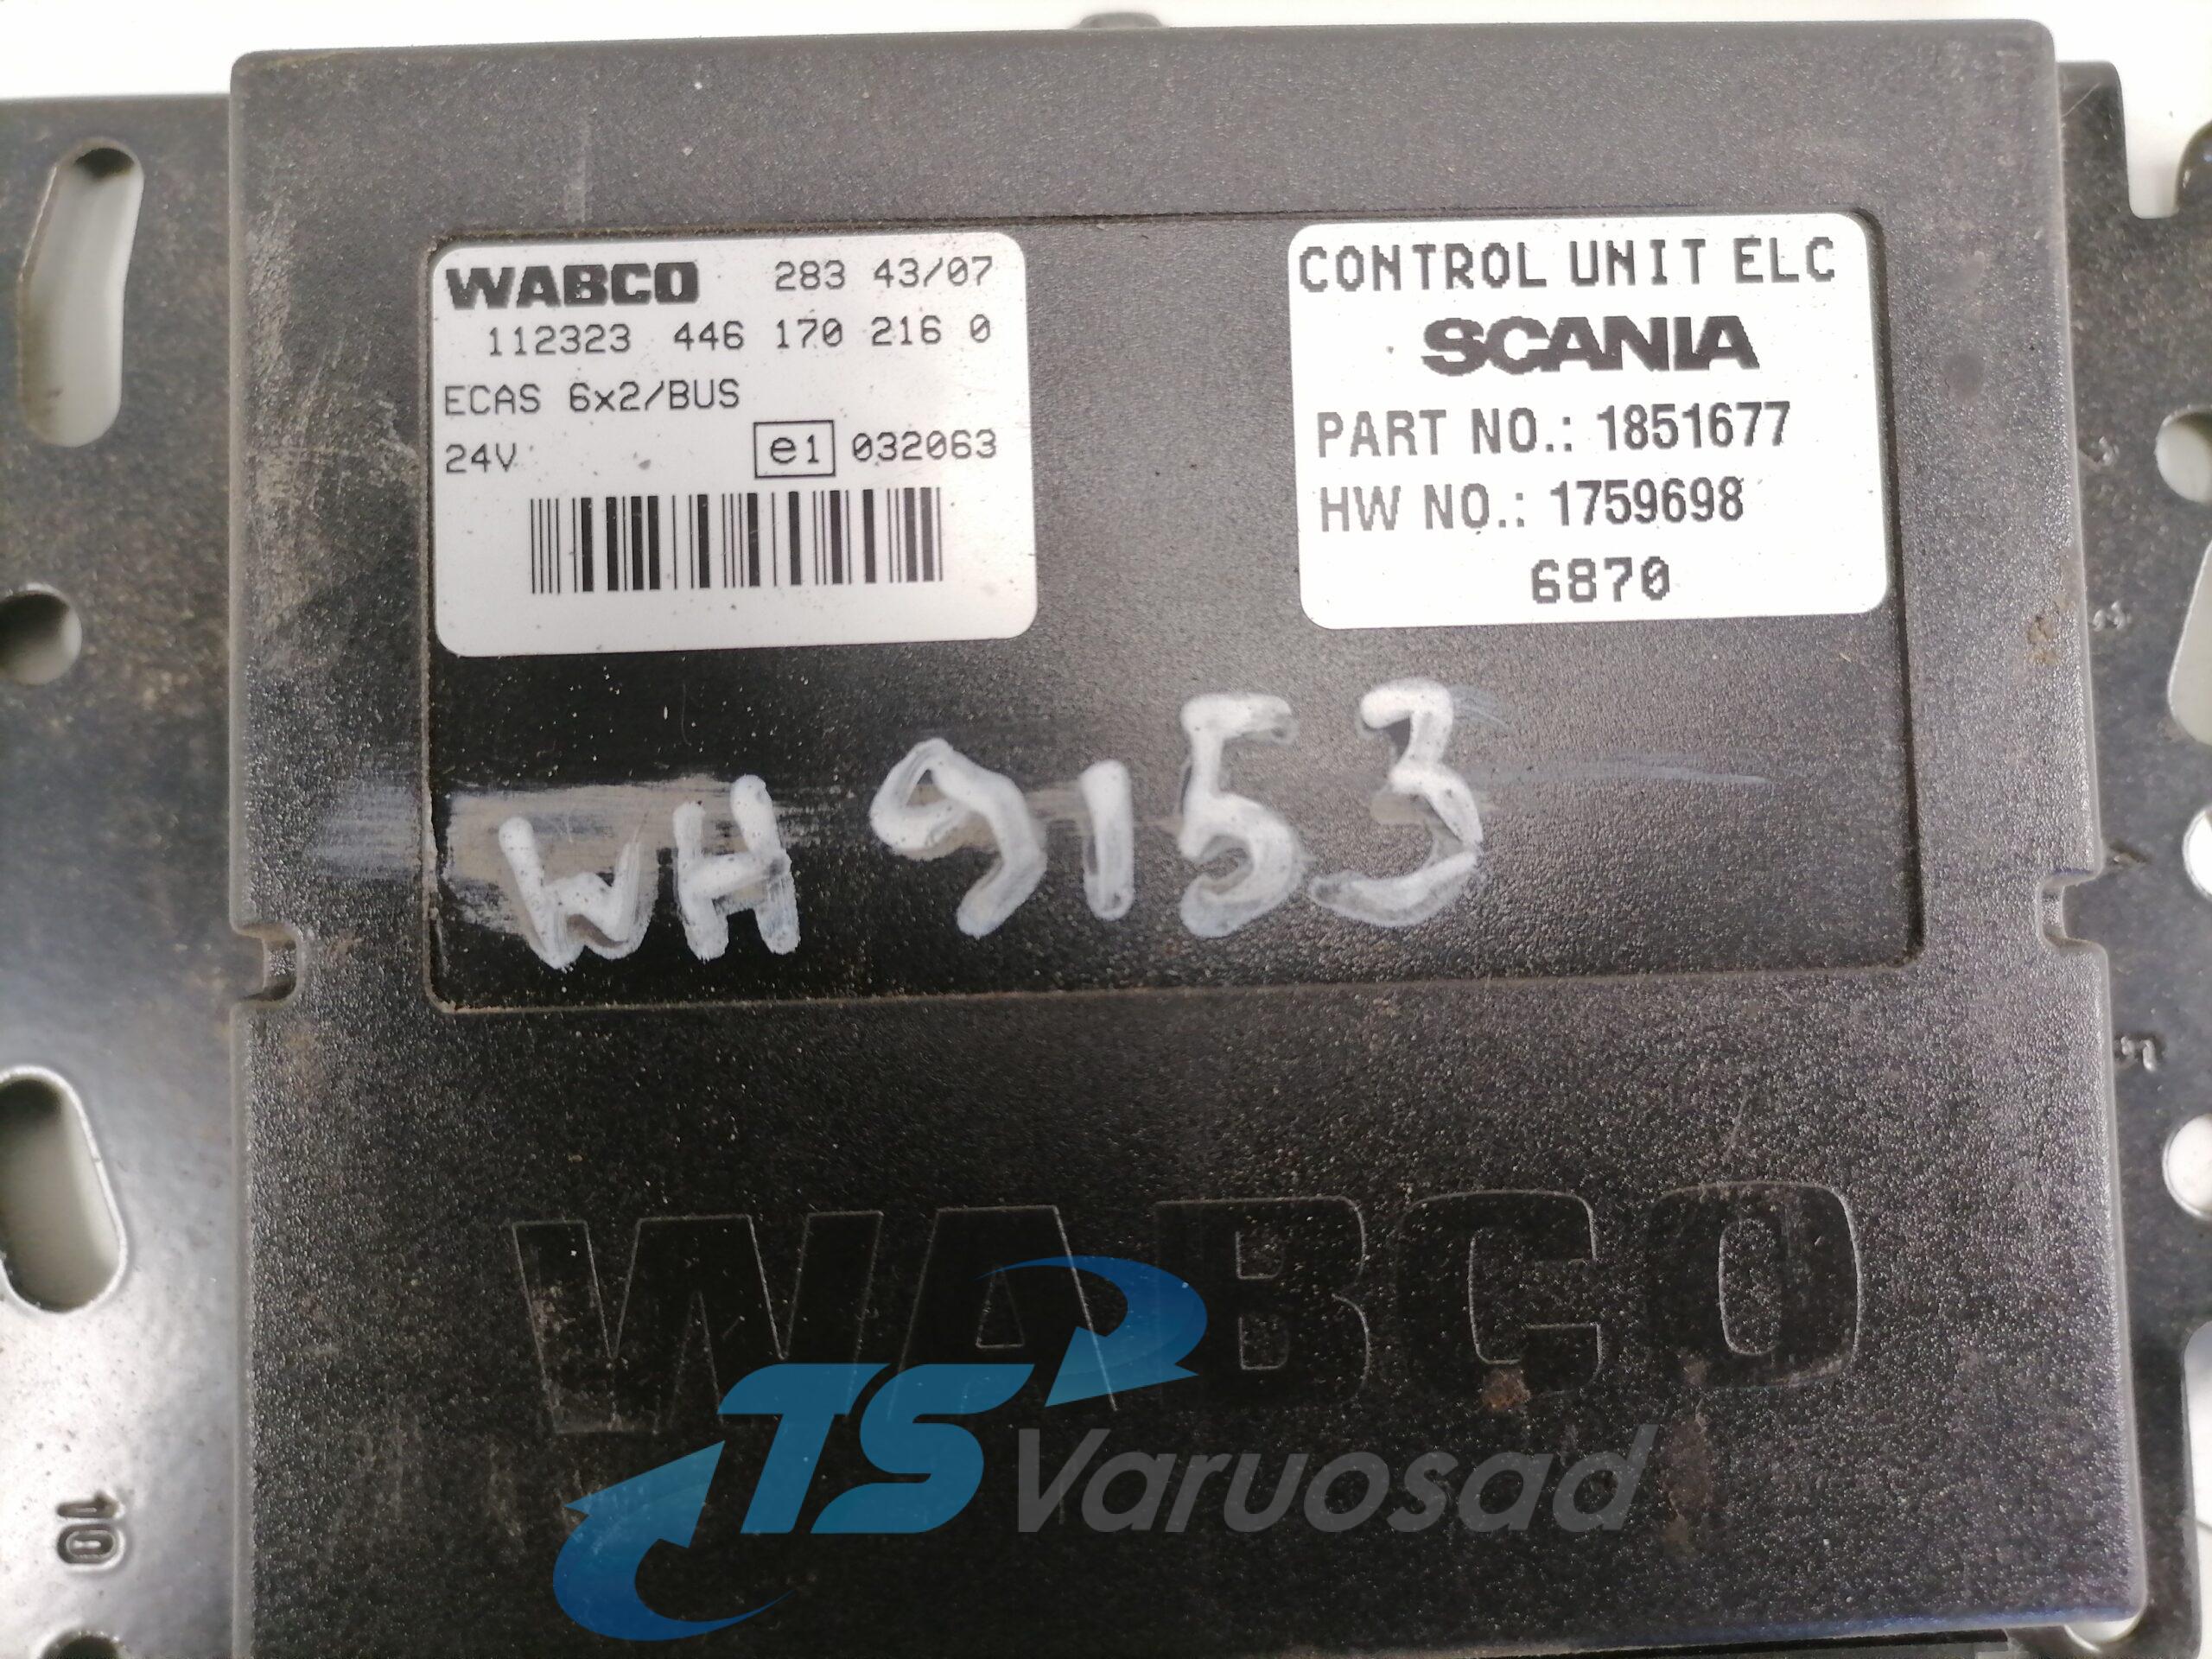 WABCO 283 43/07
112323 446 170 216 0
ECAS 6x2/BUS
24V e1 032063
CONTROL UNIT ELC
SCANIA
PART NO.: 1851677
HW NO.: 1759698
6870
WH 9153
WABCO
TS Varuosad
10